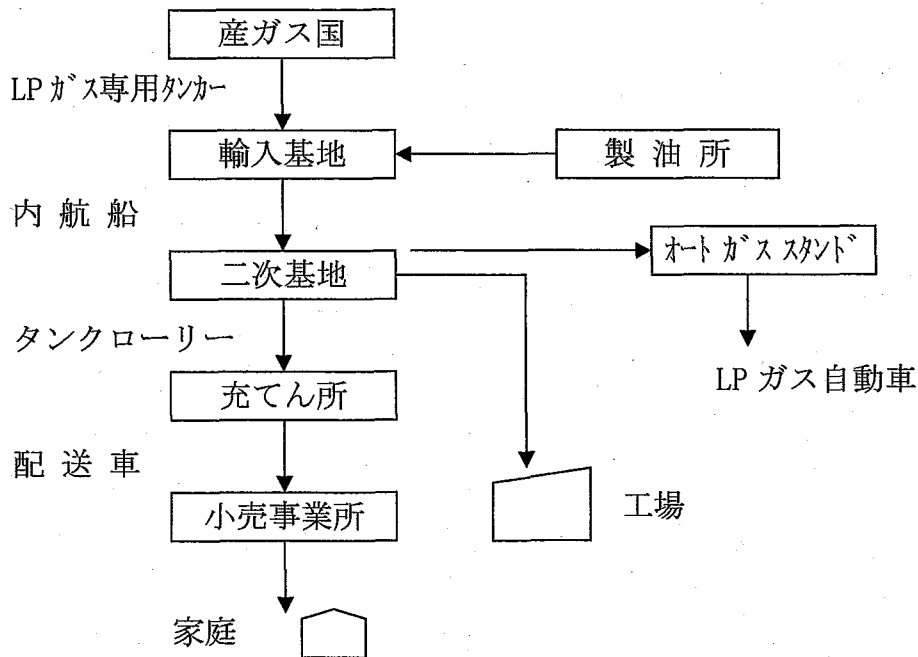 産ガス国
LPガス専用タンカー
輸入基地
製油所
内航船
オートガススタンド
二次基地
タンクローリー
LPガス自動車
充てん所
配送車
工場
小売事業所
家庭